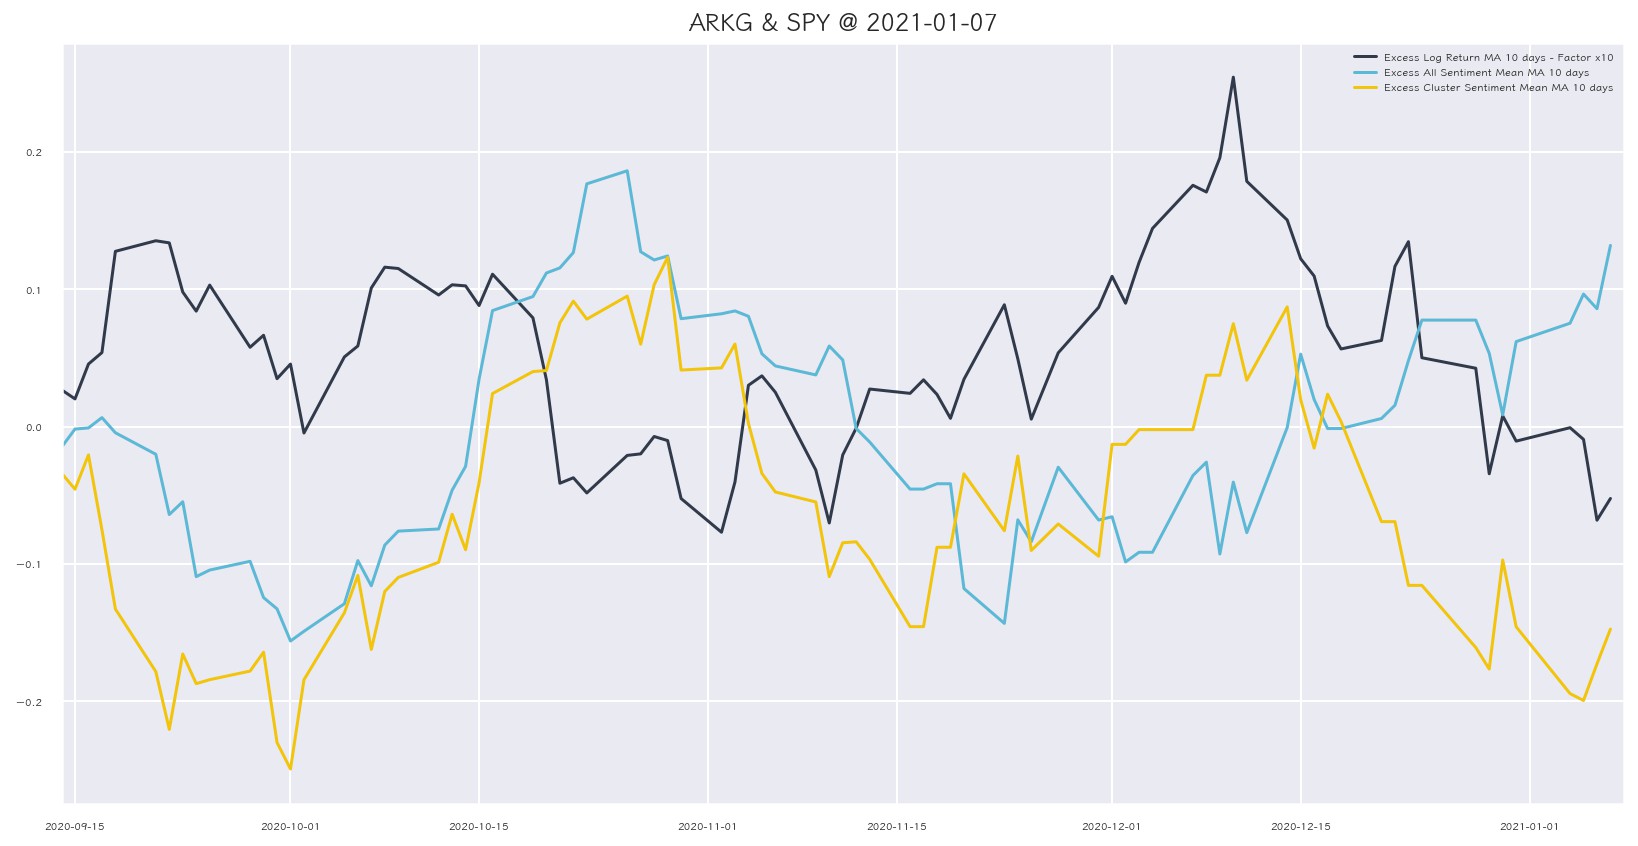 ARKG & SPY @ 2021-01-07
Excess Log Return MA 10 days - Factor x10
Excess All Sentiment Mean MA 10 days
Excess Cluster Sentiment Mean MA 10 days
0.2
0.1
0.0
−0.1
−0.2
2020-09-15 2020-10-01 2020-10-15 2020-11-01 2020-11-15 2020-12-01 2020-12-15 2021-01-01